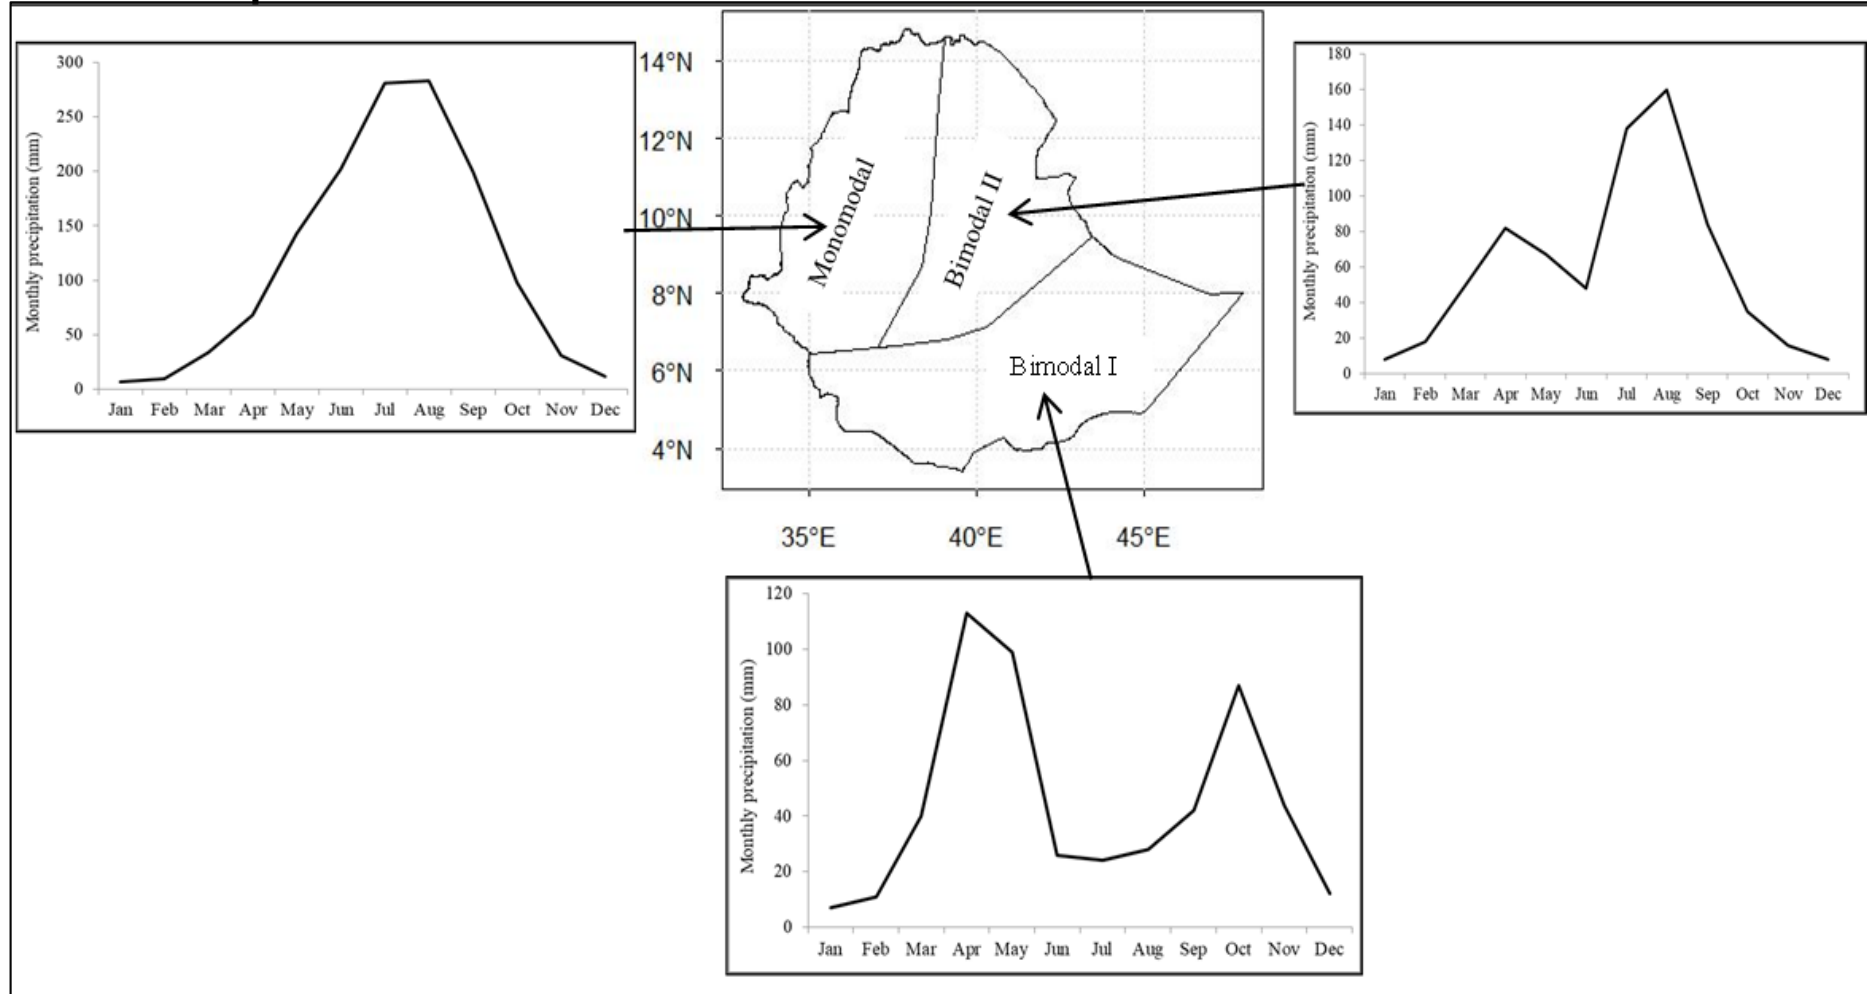 300
250
200
150
100
50
0
Monthly precipitation (mm)
Jan Feb Mar Apr May Jun Jul Aug Sep Oct Nov Dec
14°N
12°N
10°N
8°N
6°N
4°N
35°E 40°E 45°E
Monomodal
Bimodal II
Bimodal I
180
160
140
120
100
80
60
40
20
0
Monthly precipitation (mm)
Jan Feb Mar Apr May Jun Jul Aug Sep Oct Nov Dec
120
100
80
60
40
20
0
Monthly precipitation (mm)
Jan Feb Mar Apr May Jun Jul Aug Sep Oct Nov Dec